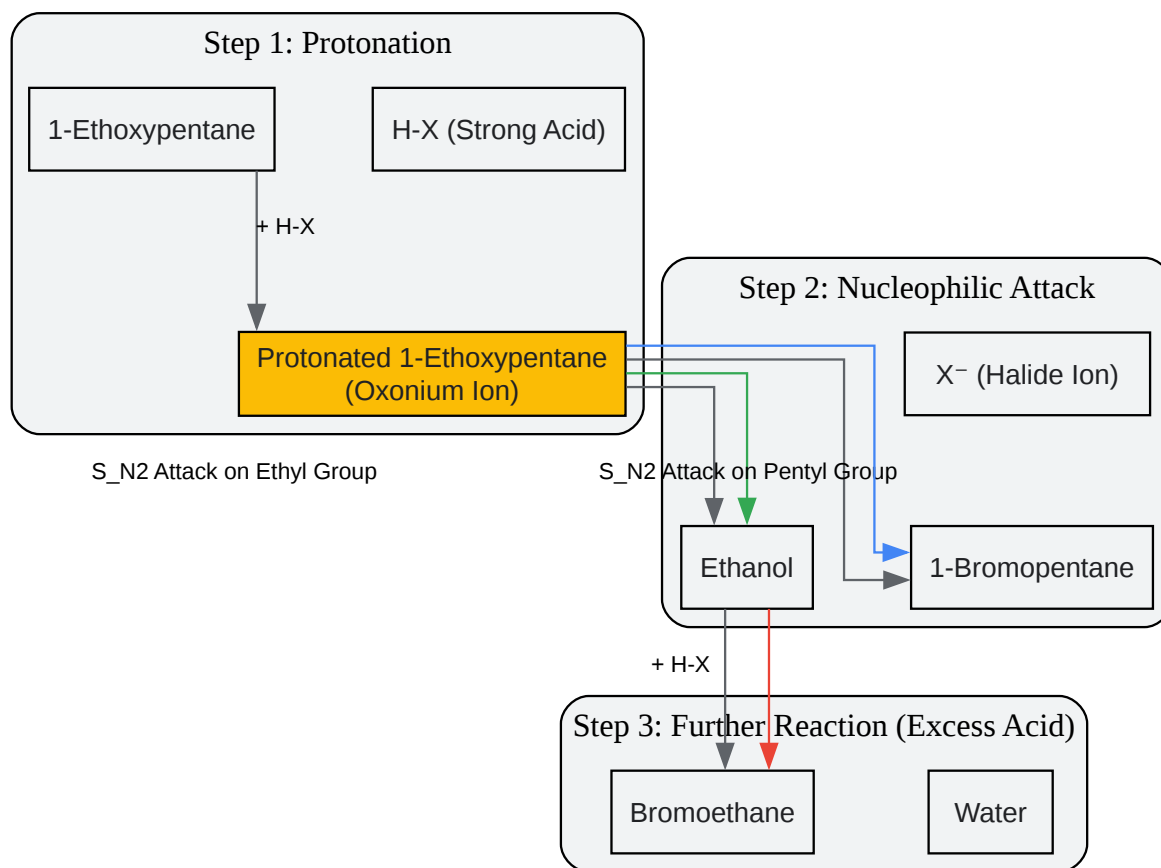 Step 1: Protonation
1-Ethoxypentane
H-X (Strong Acid)
+ H-X
Protonated 1-Ethoxypentane
(Oxonium Ion)
Step 2: Nucleophilic Attack
X⁻ (Halide Ion)
S_N2 Attack on Ethyl Group
S_N2 Attack on Pentyl Group
Ethanol
1-Bromopentane
+ H-X
Step 3: Further Reaction (Excess Acid)
Bromoethane
Water